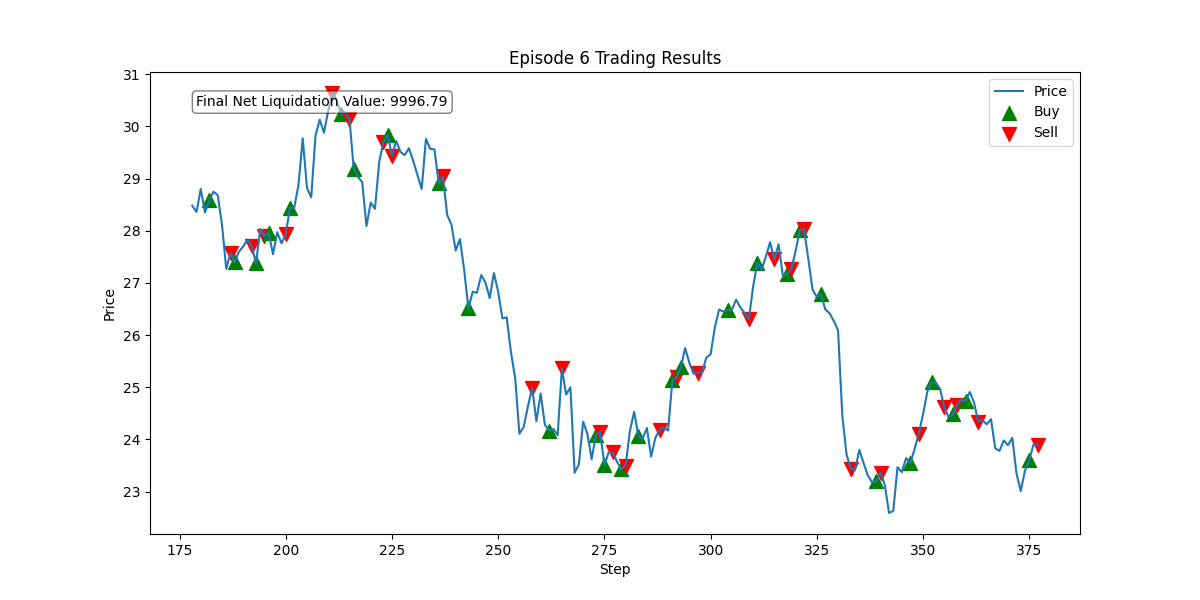 Episode 6 Trading Results
Final Net Liquidation Value: 9996.79
Price
Buy
Sell
31
30
29
28
27
26
25
24
23
Price
175
200
225
250
275
300
325
350
375
Step